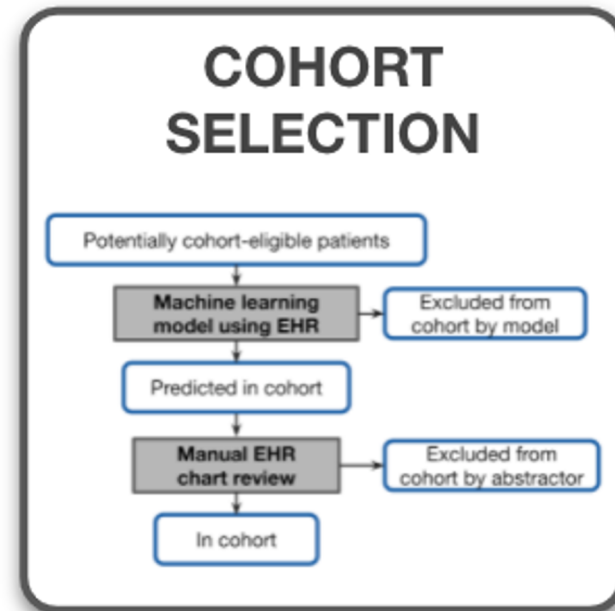 COHORT
SELECTION
Potentially cohort-eligible patients
Machine learning
model using EHR
Excluded from
cohort by model
Predicted in cohort
Manual EHR
chart review
Excluded from
cohort by abstractor
In cohort